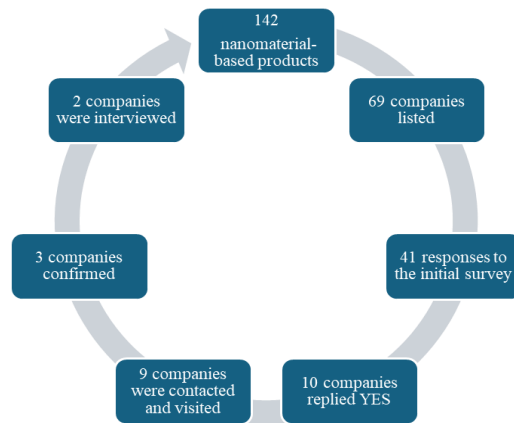 142
nanomaterial-
based products
69 companies
listed
41 responses to
the initial survey
10 companies
replied YES
9 companies
were contacted
and visited
3 companies
confirmed
2 companies
were interviewed